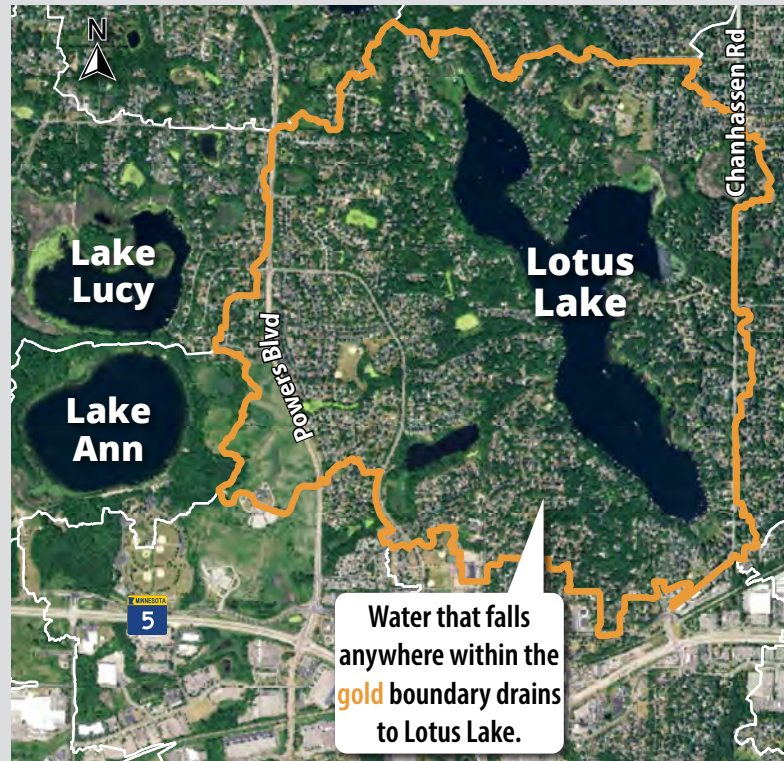 N
Chanhassen Rd
Lake
Lucy
Lotus
Lake
Powers Blvd
Lake
Ann
MINNESOTA
5
Water that falls
anywhere within the
gold boundary drains
to Lotus Lake.